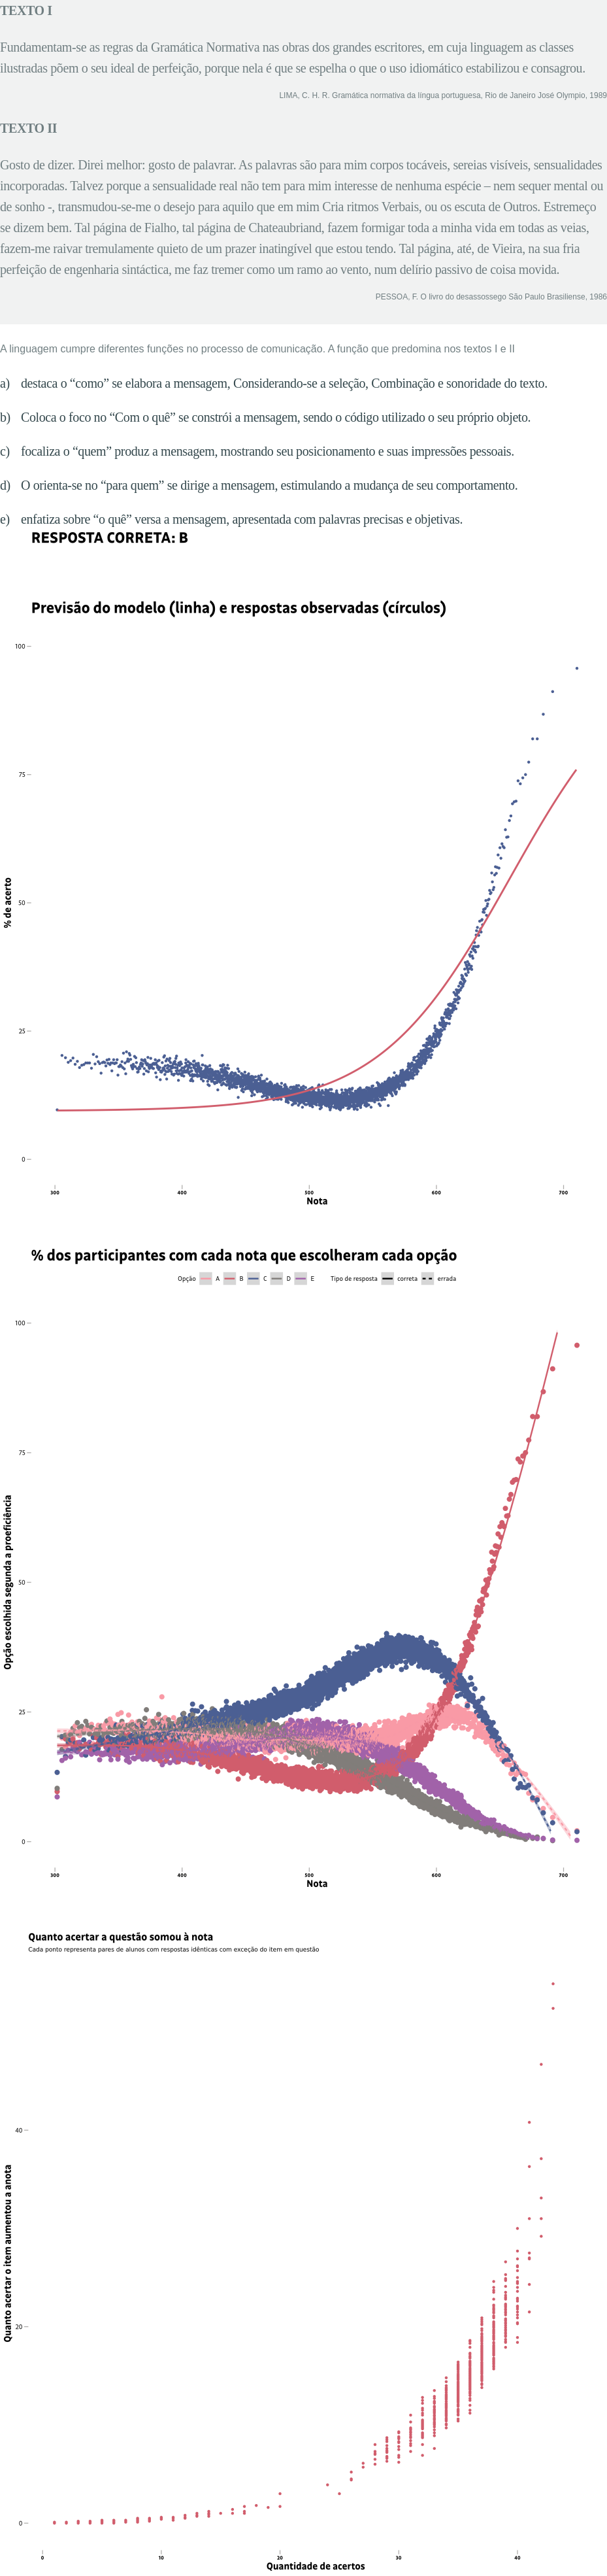 TEXTO I
Fundamentam-se as regras da Gramática Normativa nas obras dos grandes escritores, em cuja linguagem as classes
ilustradas põem o seu ideal de perfeição, porque nela é que se espelha o que o uso idiomático estabilizou e consagrou.
LIMA, C. H. R. Gramática normativa da língua portuguesa, Rio de Janeiro José Olympio, 1989
TEXTO II
Gosto de dizer. Direi melhor: gosto de palavrar. As palavras são para mim corpos tocáveis, sereias visíveis, sensualidades
incorporadas. Talvez porque a sensualidade real não tem para mim interesse de nenhuma espécie – nem sequer mental ou
de sonho -, transmudou-se-me o desejo para aquilo que em mim Cria ritmos Verbais, ou os escuta de Outros. Estremeço
se dizem bem. Tal página de Fialho, tal página de Chateaubriand, fazem formigar toda a minha vida em todas as veias,
fazem-me raivar tremulamente quieto de um prazer inatingível que estou tendo. Tal página, até, de Vieira, na sua fria
perfeição de engenharia sintáctica, me faz tremer como um ramo ao vento, num delírio passivo de coisa movida.
PESSOA, F. O livro do desassossego São Paulo Brasiliense, 1986
A linguagem cumpre diferentes funções no processo de comunicação. A função que predomina nos textos I e II
a) destaca o “como” se elabora a mensagem, Considerando-se a seleção, Combinação e sonoridade do texto.
b) Coloca o foco no “Com o quê” se constrói a mensagem, sendo o código utilizado o seu próprio objeto.
c) focaliza o “quem” produz a mensagem, mostrando seu posicionamento e suas impressões pessoais.
d) O orienta-se no “para quem” se dirige a mensagem, estimulando a mudança de seu comportamento.
e) enfatiza sobre “o quê” versa a mensagem, apresentada com palavras precisas e objetivas.
RESPOSTA CORRETA: B
Previsão do modelo (linha) e respostas observadas (círculos)
100
75
50
25
0
% de acerto
300 400 500 600 700
Nota
% dos participantes com cada nota que escolheram cada opção
Opção A B C D E Tipo de resposta correta errada
100
75
50
25
0
Opção escolhida segunda a proeficiência
300 400 500 600 700
Nota
Quanto acertar a questão somou à nota
Cada ponto representa pares de alunos com respostas idênticas com exceção do item em questão
40
20
0
Quanto acertar o item aumentou a anota
0 10 20 30 40
Quantidade de acertos